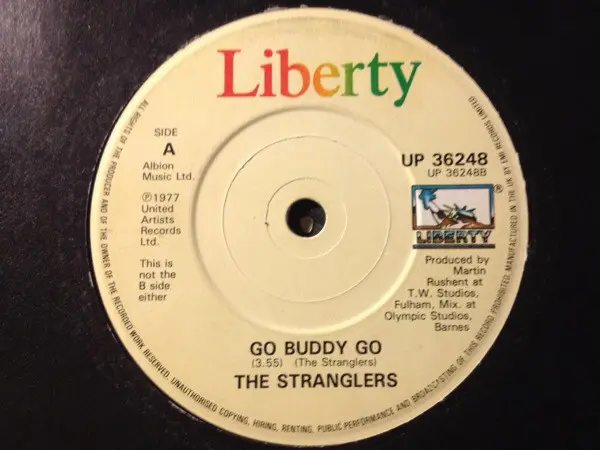 Liberty
SIDE
A
Albion
Music Ltd.
℗1977
United
Artists
Records
Ltd.
This is
not the
B side
either
UP 36248
UP 36248B
®
LIBERTY
Produced by
Martin
Rushent at
T.W. Studios,
Fulham, Mix. at
Olympic Studios,
Barnes
GO BUDDY GO
(3.55) (The Stranglers)
THE STRANGLERS
ALL RIGHTS OF THE PRODUCER AND OF THE OWNER OF THE RECORDED WORK RESERVED. UNAUTHORISED COPYING, HIRING, RENTING, PUBLIC PERFORMANCE AND BROADCASTING OF THIS RECORD PROHIBITED. MANUFACTURED IN THE UK BY EMI RECORDS LIMITED